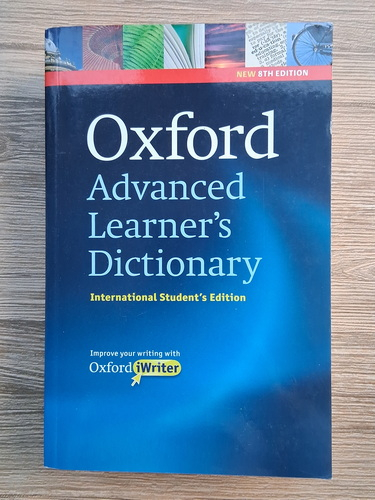 NEW 8TH EDITION
Oxford
Advanced
Learner's
Dictionary
International Student's Edition
Improve your writing with
Oxford iWriter